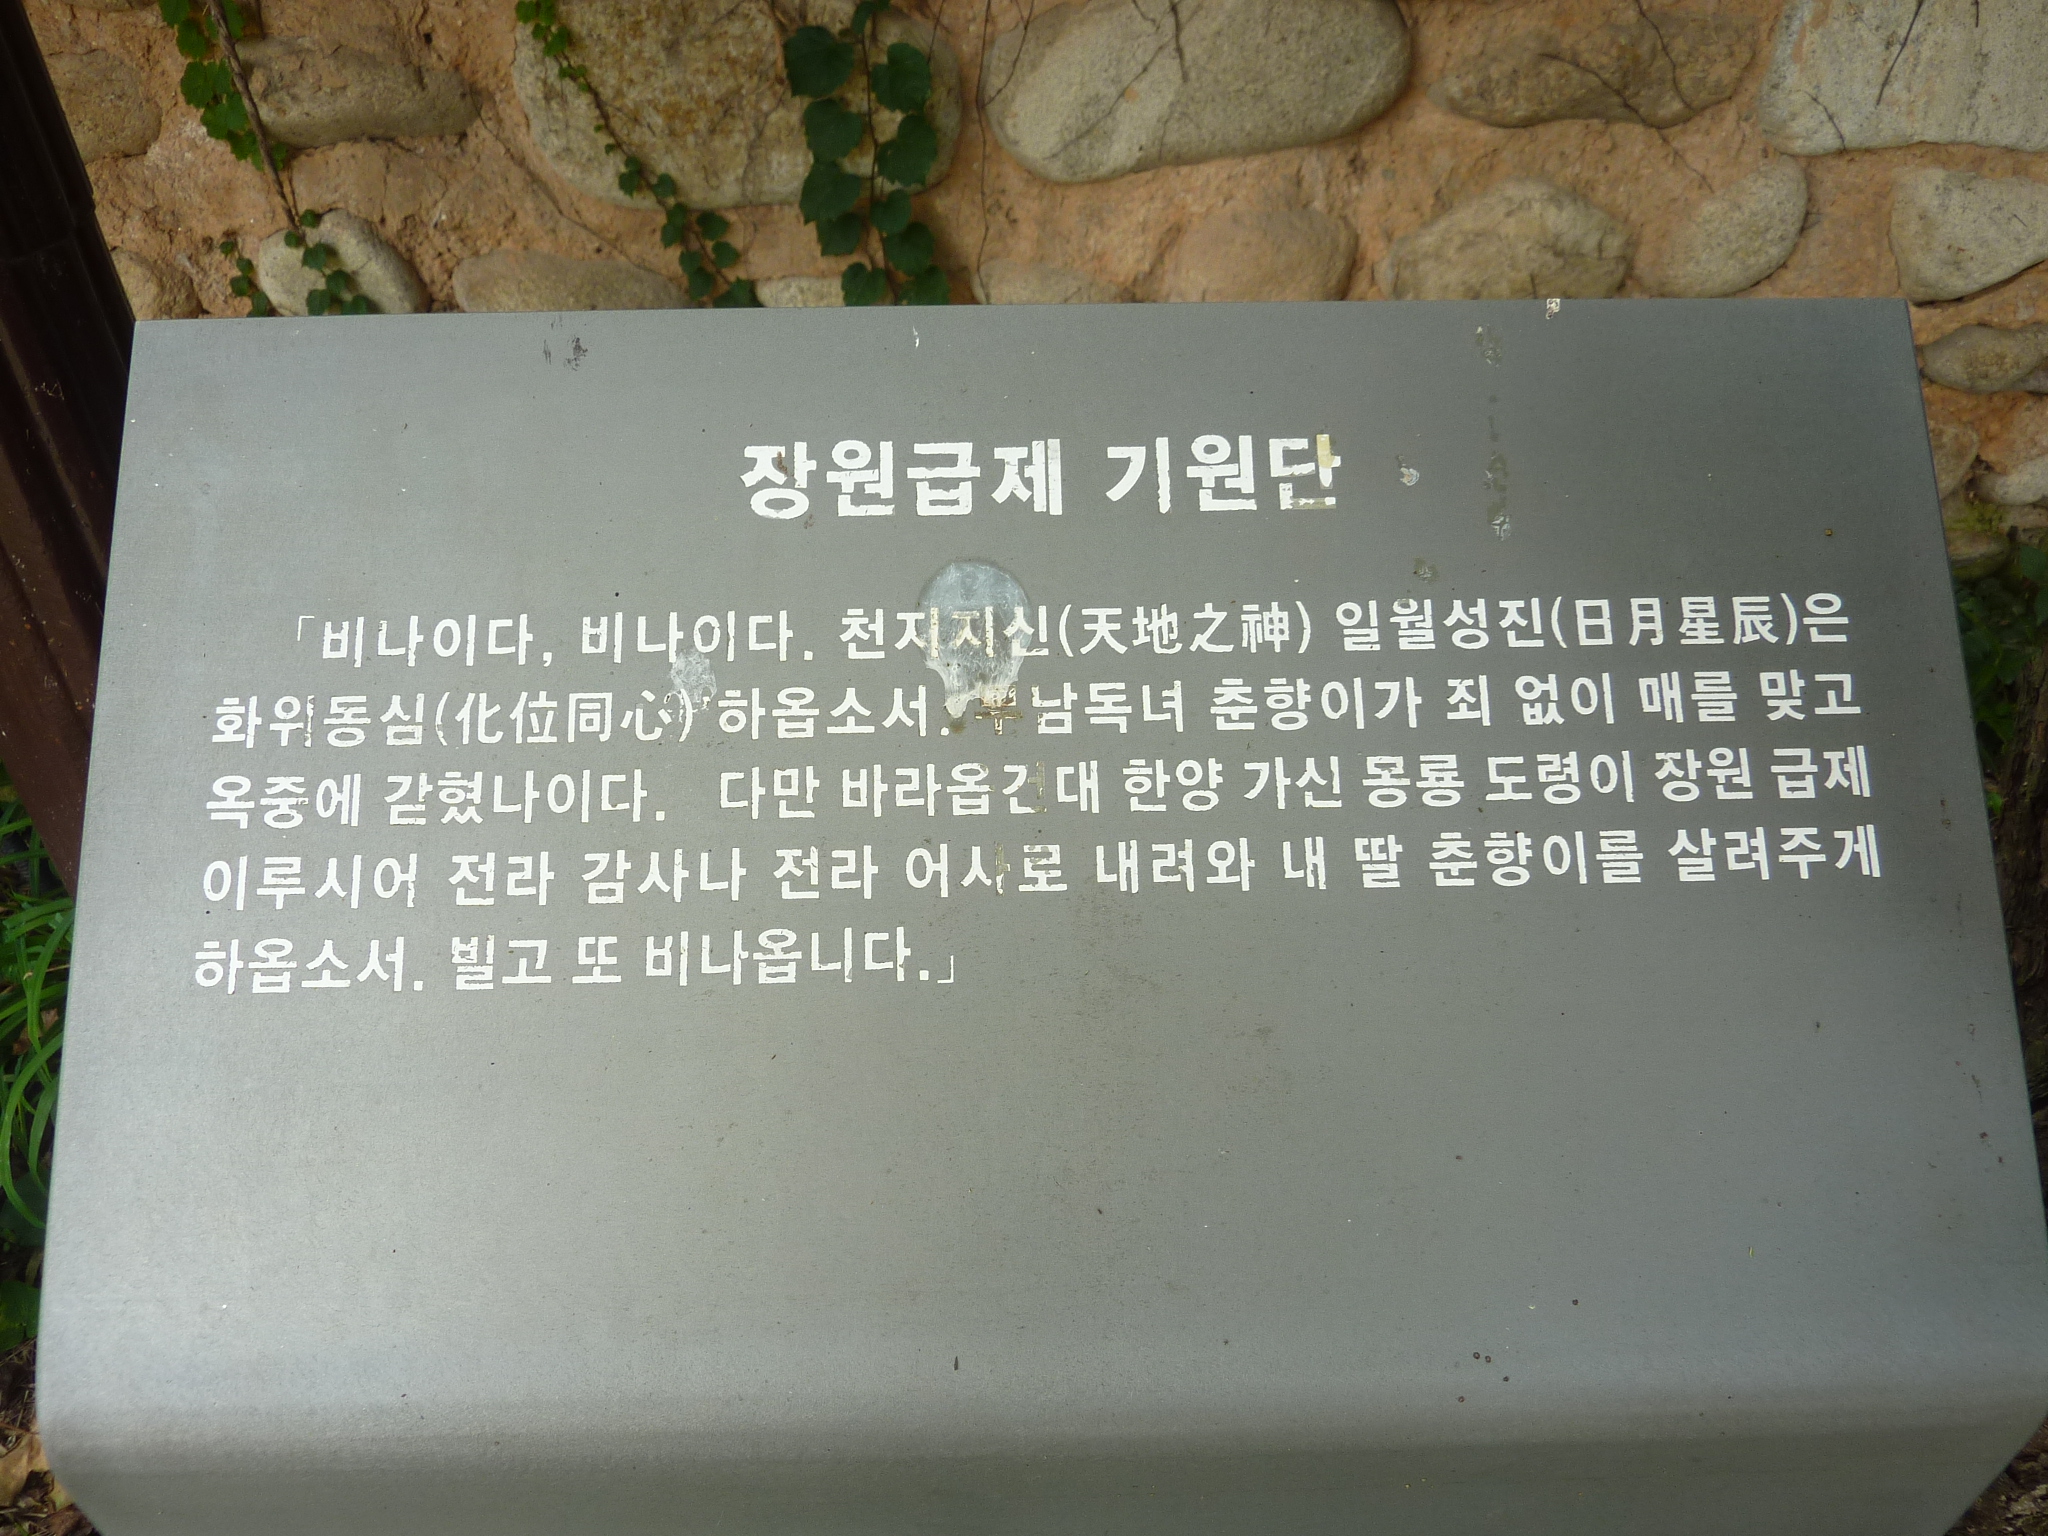 장원급제 기원단
「비나이다, 비나이다. 천지지신(天地之神) 일월성진(日月星辰)은
화위동심(化位同心) 하옵소서. 무남독녀 춘향이가 죄 없이 매를 맞고
옥중에 갇혔나이다. 다만 바라옵건대 한양 가신 몽룡 도령이 장원 급제
이루시어 전라 감사나 전라 어사로 내려와 내 딸 춘향이를 살려주게
하옵소서. 빌고 또 비나옵니다.」